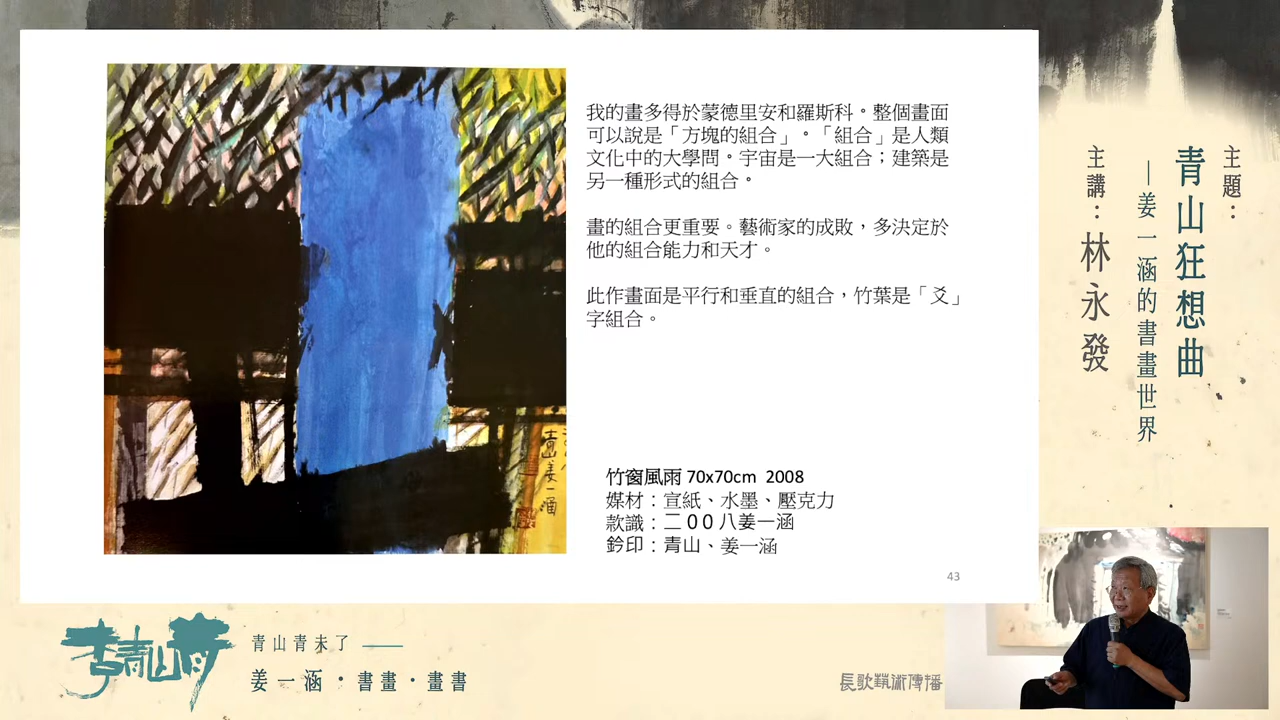 我的畫多得於蒙德里安和羅斯科。整個畫面
可以說是「方塊的組合」。「組合」是人類
文化中的大學問。宇宙是一大組合；建築是
另一種形式的組合。
畫的組合更重要。藝術家的成敗，多決定於
他的組合能力和天才。
此作畫面是平行和垂直的組合，竹葉是「爻」
字組合。
竹窗風雨 70x70cm 2008
媒材：宣紙、水墨、壓克力
款識：二００八姜一涵
鈐印：青山、姜一涵
43
主題：
青山狂想曲
—姜一涵的書畫世界
主講：林永發
青山青未了——
姜一涵・書畫・畫書
長歌藝術傳播
姜一涵